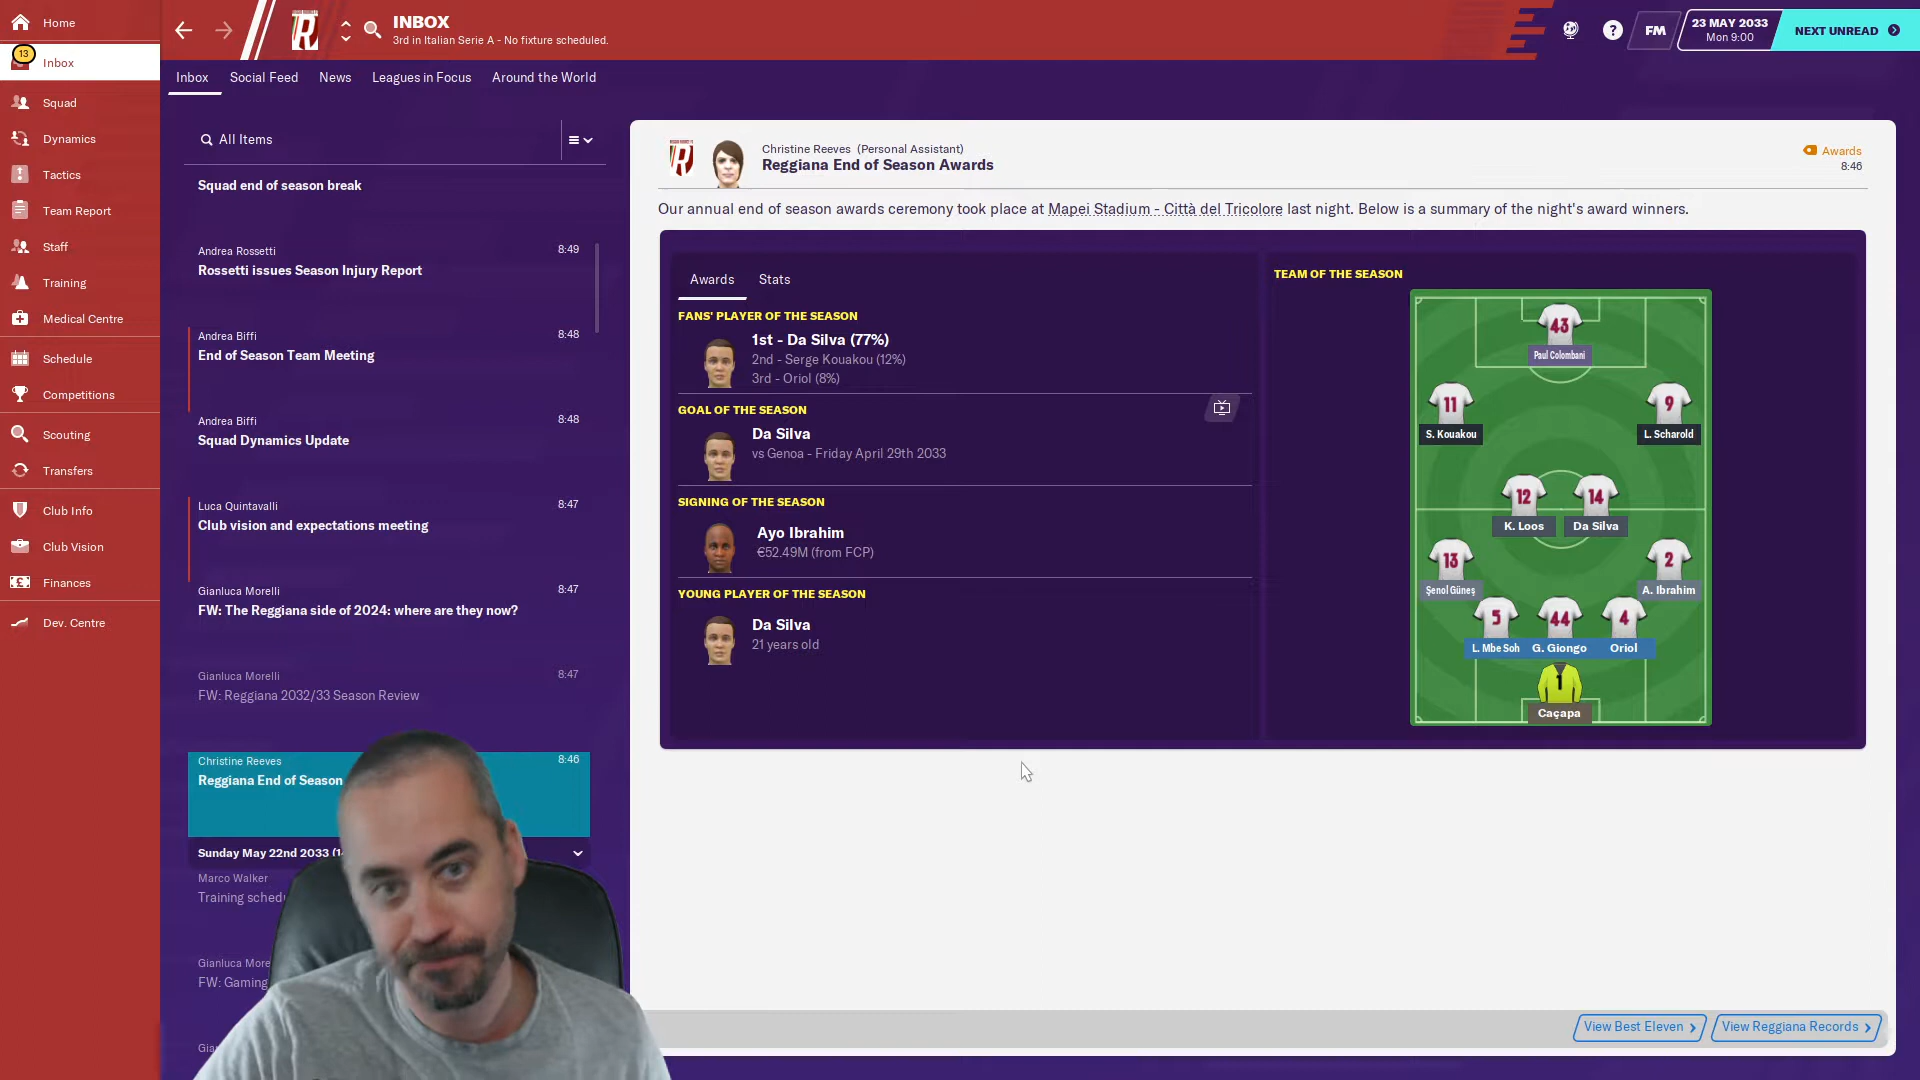 Home
13
Inbox
Squad
Dynamics
Tactics
Team Report
Staff
Training
Medical Centre
Schedule
Competitions
Scouting
Transfers
Club Info
Club Vision
Finances
Dev. Centre
R
INBOX
3rd in Italian Serie A - No fixture scheduled.
?
FM
23 MAY 2033
Mon 9:00
NEXT UNREAD
Inbox
Social Feed
News
Leagues in Focus
Around the World
All Items
Squad end of season break
Andrea Rossetti
8:49
Rossetti issues Season Injury Report
Andrea Biffi
8:48
End of Season Team Meeting
Andrea Biffi
8:48
Squad Dynamics Update
Luca Quintavalli
8:47
Club vision and expectations meeting
Gianluca Morelli
8:47
FW: The Reggiana side of 2024: where are they now?
Gianluca Morelli
8:47
FW: Reggiana 2032/33 Season Review
Christine Reeves
8:46
Reggiana End of Season
Sunday May 22nd 2033
Marco Walker
Training
Gianluca
FW: Gaming
R
Christine Reeves (Personal Assistant)
Reggiana End of Season Awards
Awards
8:46
Our annual end of season awards ceremony took place at Mapei Stadium - Città del Tricolore last night. Below is a summary of the night's award winners.
Awards
Stats
FANS' PLAYER OF THE SEASON
1st - Da Silva (77%)
2nd - Serge Kouakou (12%)
3rd - Oriol (8%)
GOAL OF THE SEASON
Da Silva
vs Genoa - Friday April 29th 2033
SIGNING OF THE SEASON
Ayo Ibrahim
€52.49M (from FCP)
YOUNG PLAYER OF THE SEASON
Da Silva
21 years old
TEAM OF THE SEASON
43
Paul Colombani
11
S. Kouakou
9
L. Scharold
12
K. Loos
14
Da Silva
13
Şenol Güneş
2
A. Ibrahim
5
L. Mbe Soh
44
G. Giongo
4
Oriol
1
Caçapa
View Best Eleven
View Reggiana Records